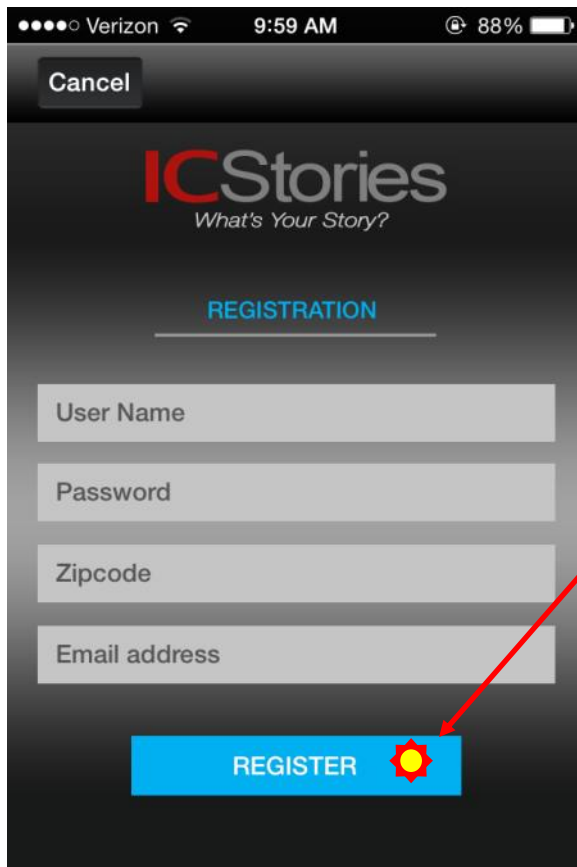 Verizon 9:59 AM 88%
Cancel
ICStories
What's Your Story?
REGISTRATION
User Name
Password
Zipcode
Email address
REGISTER